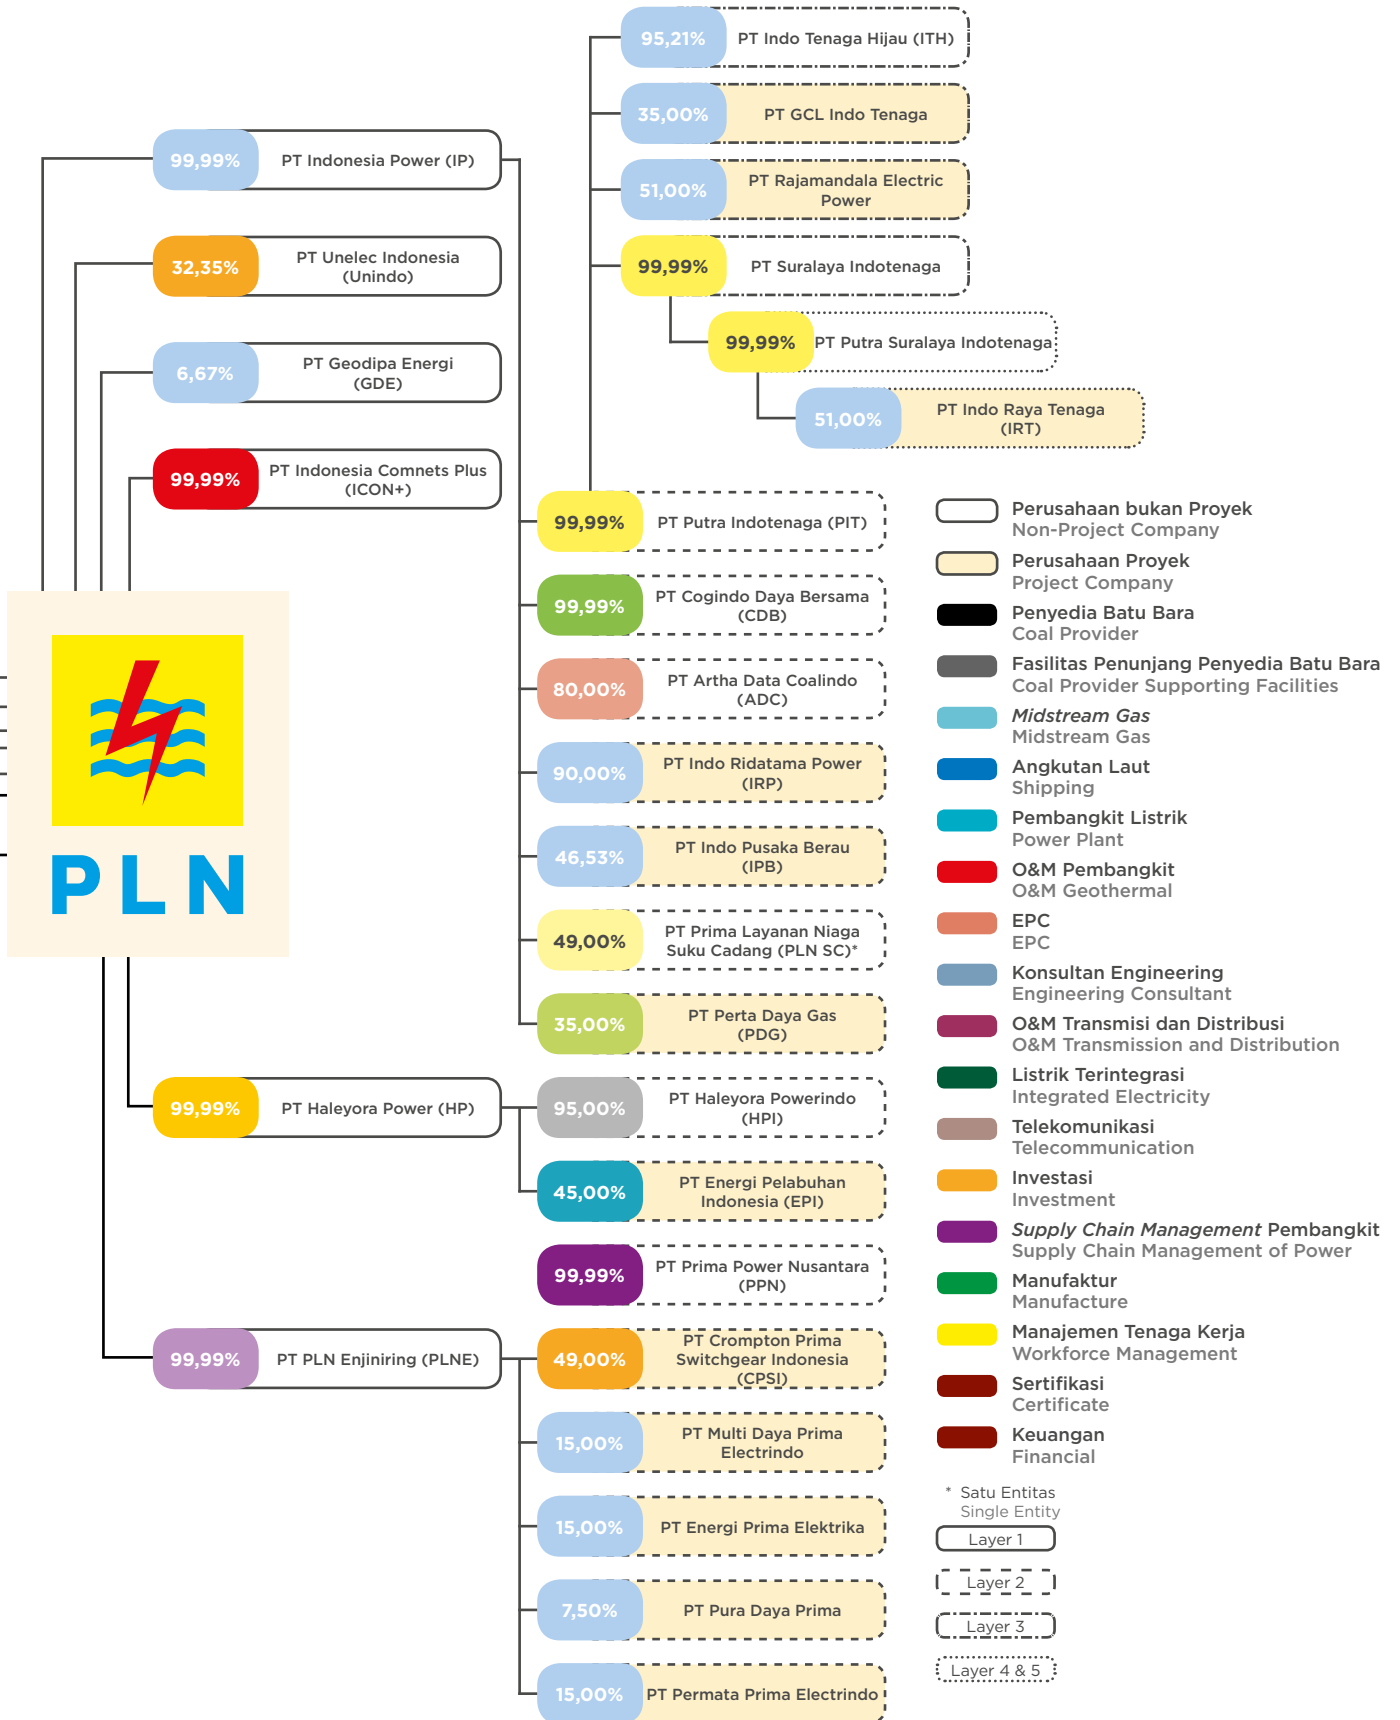 95,21%
PT Indo Tenaga Hijau (ITH)
35,00%
PT GCL Indo Tenaga
99,99%
PT Indonesia Power (IP)
51,00%
PT Rajamandala Electric
Power
32,35%
PT Unelec Indonesia
(Unindo)
99,99%
PT Suralaya Indotenaga
99,99%
PT Putra Suralaya Indotenaga
6,67%
PT Geodipa Energi
(GDE)
51,00%
PT Indo Raya Tenaga
(IRT)
99,99%
PT Indonesia Comnets Plus
(ICON+)
99,99%
PT Putra Indotenaga (PIT)
99,99%
PT Cogindo Daya Bersama
(CDB)
80,00%
PT Artha Data Coalindo
(ADC)
90,00%
PT Indo Ridatama Power
(IRP)
46,53%
PT Indo Pusaka Berau
(IPB)
PLN
49,00%
PT Prima Layanan Niaga
Suku Cadang (PLN SC)*
35,00%
PT Perta Daya Gas
(PDG)
99,99%
PT Haleyora Power (HP)
95,00%
PT Haleyora Powerindo
(HPI)
45,00%
PT Energi Pelabuhan
Indonesia (EPI)
99,99%
PT Prima Power Nusantara
(PPN)
99,99%
PT PLN Enjiniring (PLNE)
49,00%
PT Crompton Prima
Switchgear Indonesia
(CPSI)
15,00%
PT Multi Daya Prima
Electrindo
15,00%
PT Energi Prima Elektrika
7,50%
PT Pura Daya Prima
15,00%
PT Permata Prima Electrindo
Perusahaan bukan Proyek
Non-Project Company
Perusahaan Proyek
Project Company
Penyedia Batu Bara
Coal Provider
Fasilitas Penunjang Penyedia Batu Bara
Coal Provider Supporting Facilities
Midstream Gas
Midstream Gas
Angkutan Laut
Shipping
Pembangkit Listrik
Power Plant
O&M Pembangkit
O&M Geothermal
EPC
EPC
Konsultan Engineering
Engineering Consultant
O&M Transmisi dan Distribusi
O&M Transmission and Distribution
Listrik Terintegrasi
Integrated Electricity
Telekomunikasi
Telecommunication
Investasi
Investment
Supply Chain Management Pembangkit
Supply Chain Management of Power
Manufaktur
Manufacture
Manajemen Tenaga Kerja
Workforce Management
Sertifikasi
Certificate
Keuangan
Financial
* Satu Entitas
Single Entity
Layer 1
Layer 2
Layer 3
Layer 4 & 5